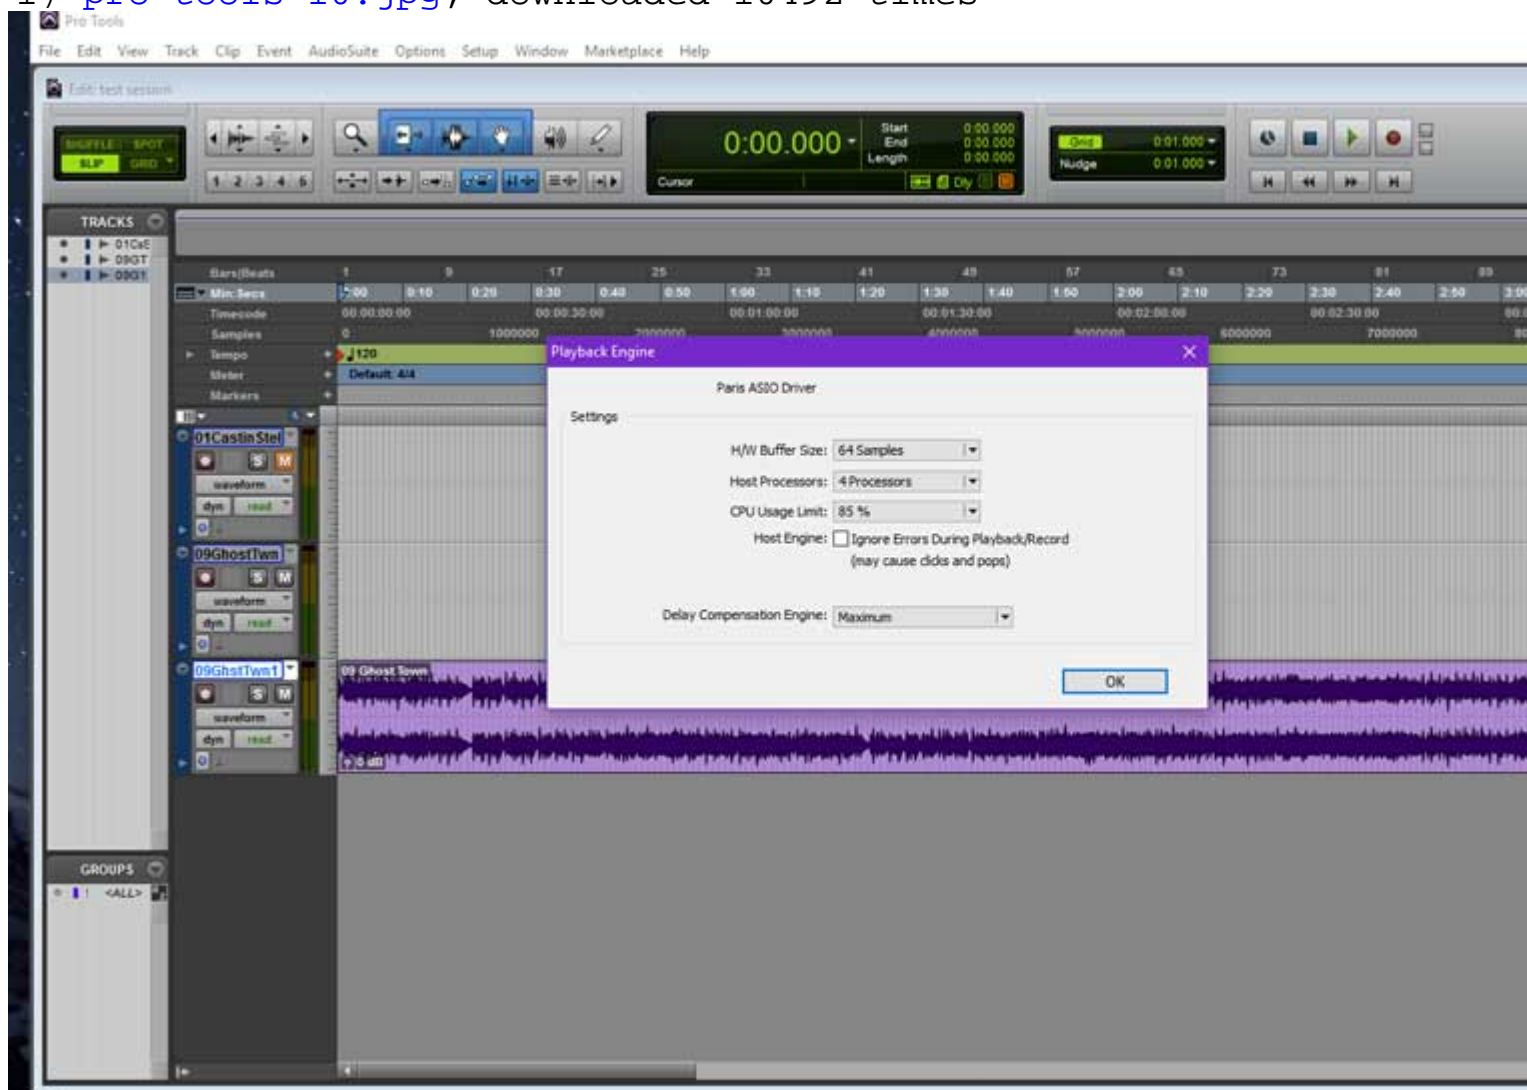 Pro Tools
File Edit View Track Clip Event AudioSuite Options Setup Window Marketplace Help
Edit: test session
SHUFFLE SPOT
SLIP GRID
1 2 3 4 5
0:00.000
Start 0:00.000
End 0:00.000
Length 0:00.000
Cursor
Dly
Grid 0:01.000
Nudge 0:01.000
TRACKS
01CsS
09GT
09G1
Bars|Beats 1 9 17 25 33 41 49 57 65 73 81 89
Min:Secs 0:00 0:10 0:20 0:30 0:40 0:50 1:00 1:10 1:20 1:30 1:40 1:50 2:00 2:10 2:20 2:30 2:40 2:50 3:00
Timecode 00:00:00:00 00:00:30:00 00:01:00:00 00:01:30:00 00:02:00:00 00:02:30:00
Samples 0 1000000 2000000 3000000 4000000 5000000 6000000 7000000
Tempo 120
Meter Default: 4/4
Markers
Playback Engine
Paris ASIO Driver
Settings
H/W Buffer Size: 64 Samples
Host Processors: 4 Processors
CPU Usage Limit: 85 %
Host Engine: Ignore Errors During Playback/Record
(may cause clicks and pops)
Delay Compensation Engine: Maximum
OK
01CastinStel
S M
waveform
dyn read
09GhostTwn
S M
waveform
dyn read
09GhstTwn1
S M
waveform
dyn read
09 Ghost Town
0 dB
GROUPS
! <ALL>